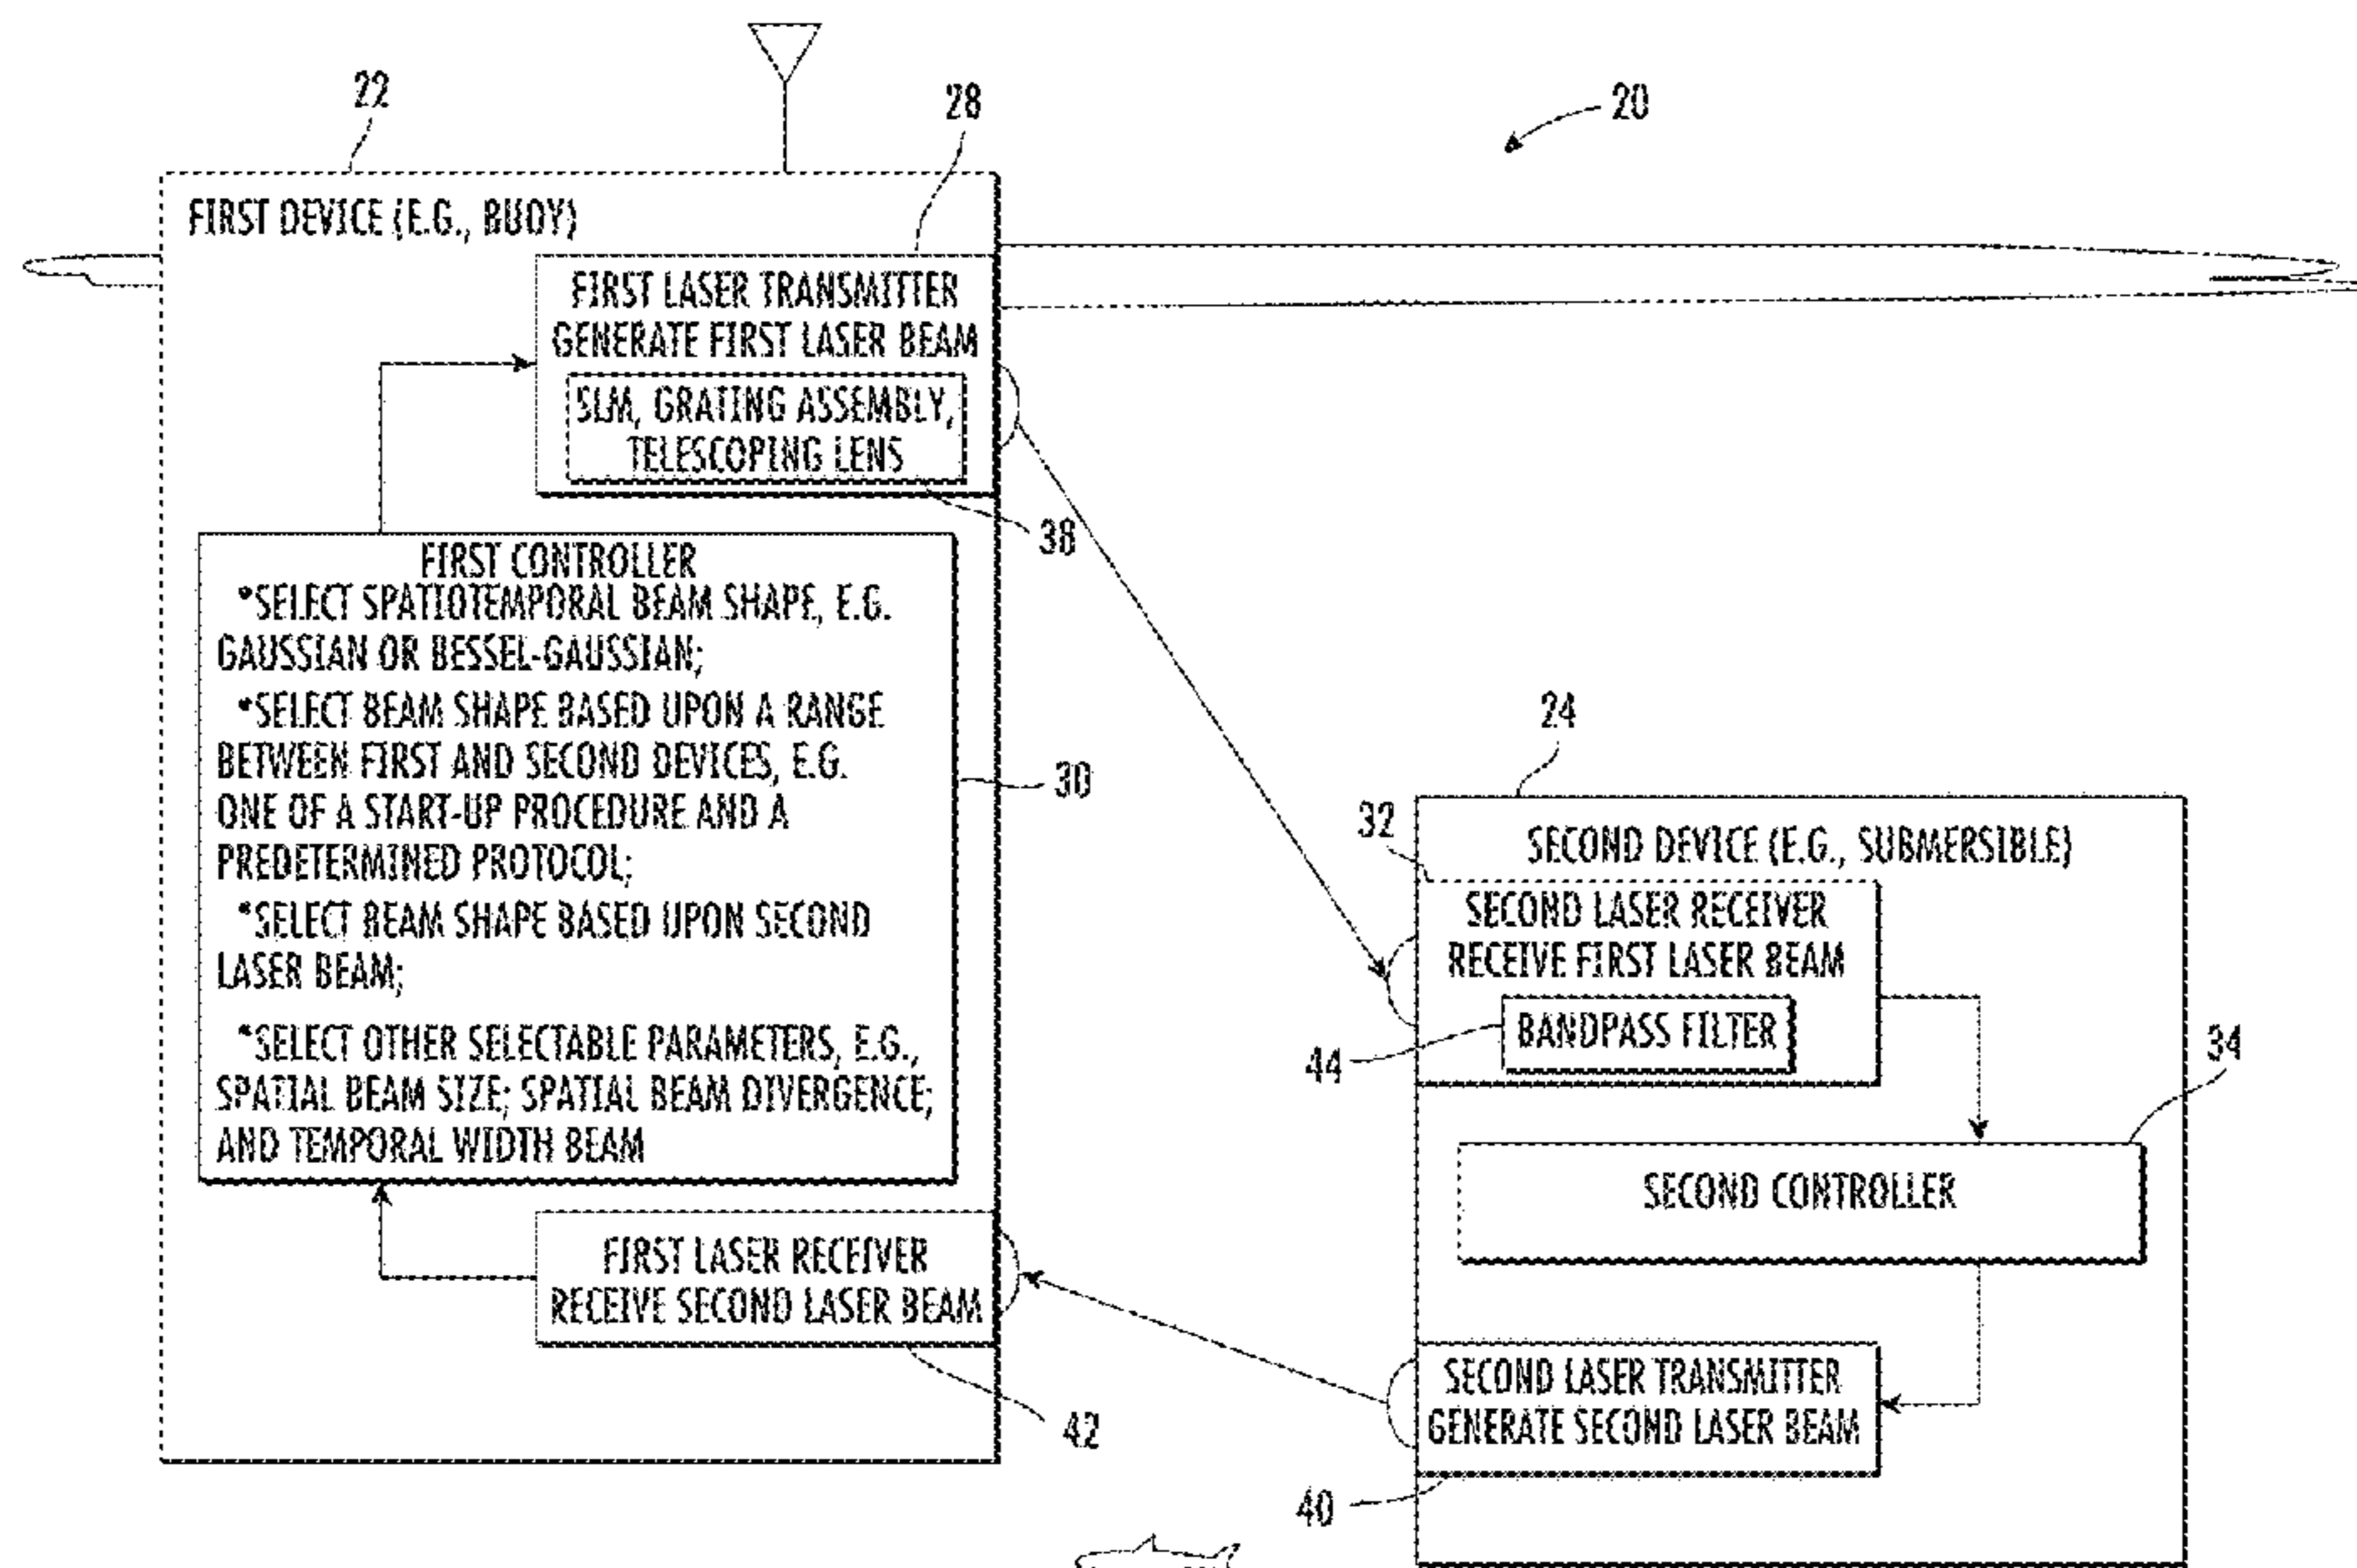 22
28
20
FIRST DEVICE (E.G., BUOY)
FIRST LASER TRANSMITTER
GENERATE FIRST LASER BEAM
SLM, GRATING ASSEMBLY,
TELESCOPING LENS
38
FIRST CONTROLLER
*SELECT SPATIOTEMPORAL BEAM SHAPE, E.G.
GAUSSIAN OR BESSEL-GAUSSIAN;
*SELECT BEAM SHAPE BASED UPON A RANGE
BETWEEN FIRST AND SECOND DEVICES, E.G.
ONE OF A START-UP PROCEDURE AND A
PREDETERMINED PROTOCOL;
*SELECT BEAM SHAPE BASED UPON SECOND
LASER BEAM;
*SELECT OTHER SELECTABLE PARAMETERS, E.G.,
SPATIAL BEAM SIZE; SPATIAL BEAM DIVERGENCE;
AND TEMPORAL WIDTH BEAM
30
FIRST LASER RECEIVER
RECEIVE SECOND LASER BEAM
42
24
32
SECOND DEVICE (E.G., SUBMERSIBLE)
SECOND LASER RECEIVER
RECEIVE FIRST LASER BEAM
BANDPASS FILTER
44
34
SECOND CONTROLLER
SECOND LASER TRANSMITTER
GENERATE SECOND LASER BEAM
40